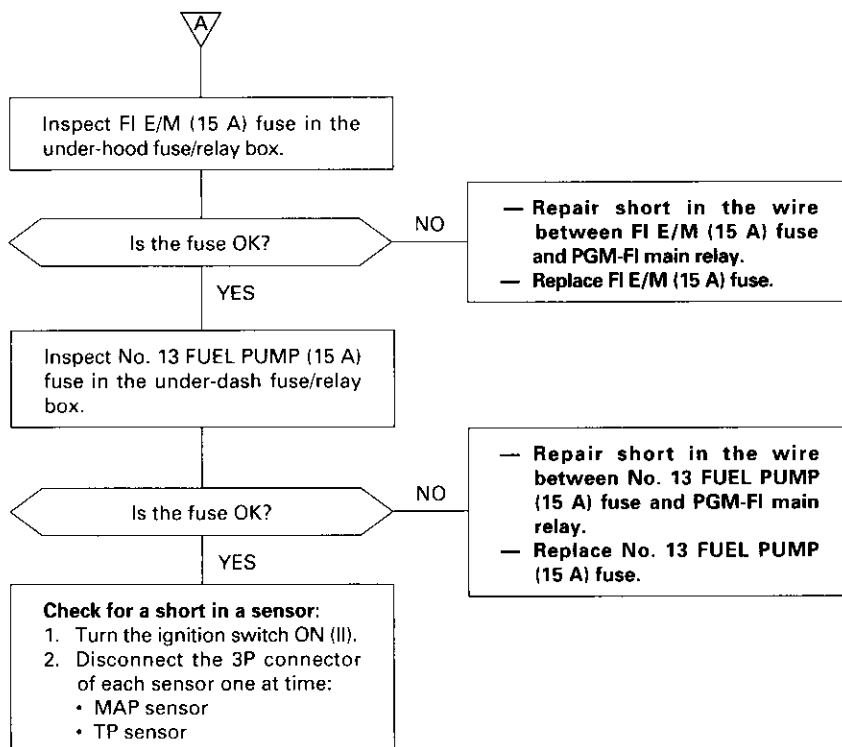 A
Inspect FI E/M (15 A) fuse in the
under-hood fuse/relay box.
Is the fuse OK?
NO
— Repair short in the wire
between FI E/M (15 A) fuse
and PGM-FI main relay.
— Replace FI E/M (15 A) fuse.
YES
Inspect No. 13 FUEL PUMP (15 A)
fuse in the under-dash fuse/relay
box.
Is the fuse OK?
NO
— Repair short in the wire
between No. 13 FUEL PUMP
(15 A) fuse and PGM-FI main
relay.
— Replace No. 13 FUEL PUMP
(15 A) fuse.
YES
Check for a short in a sensor:
1. Turn the ignition switch ON (II).
2. Disconnect the 3P connector
of each sensor one at time:
• MAP sensor
• TP sensor